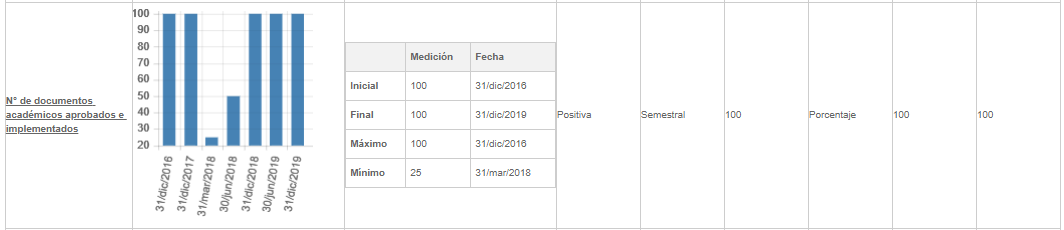 Nº de documentos
académicos aprobados e
implementados
100
90
80
70
60
50
40
30
20
31/dic/2016
31/dic/2017
31/mar/2018
30/jun/2018
31/dic/2018
30/jun/2019
31/dic/2019
Medición Fecha
Inicial 100 31/dic/2016
Final 100 31/dic/2019
Máximo 100 31/dic/2016
Mínimo 25 31/mar/2018
Positiva
Semestral
100
Porcentaje
100
100